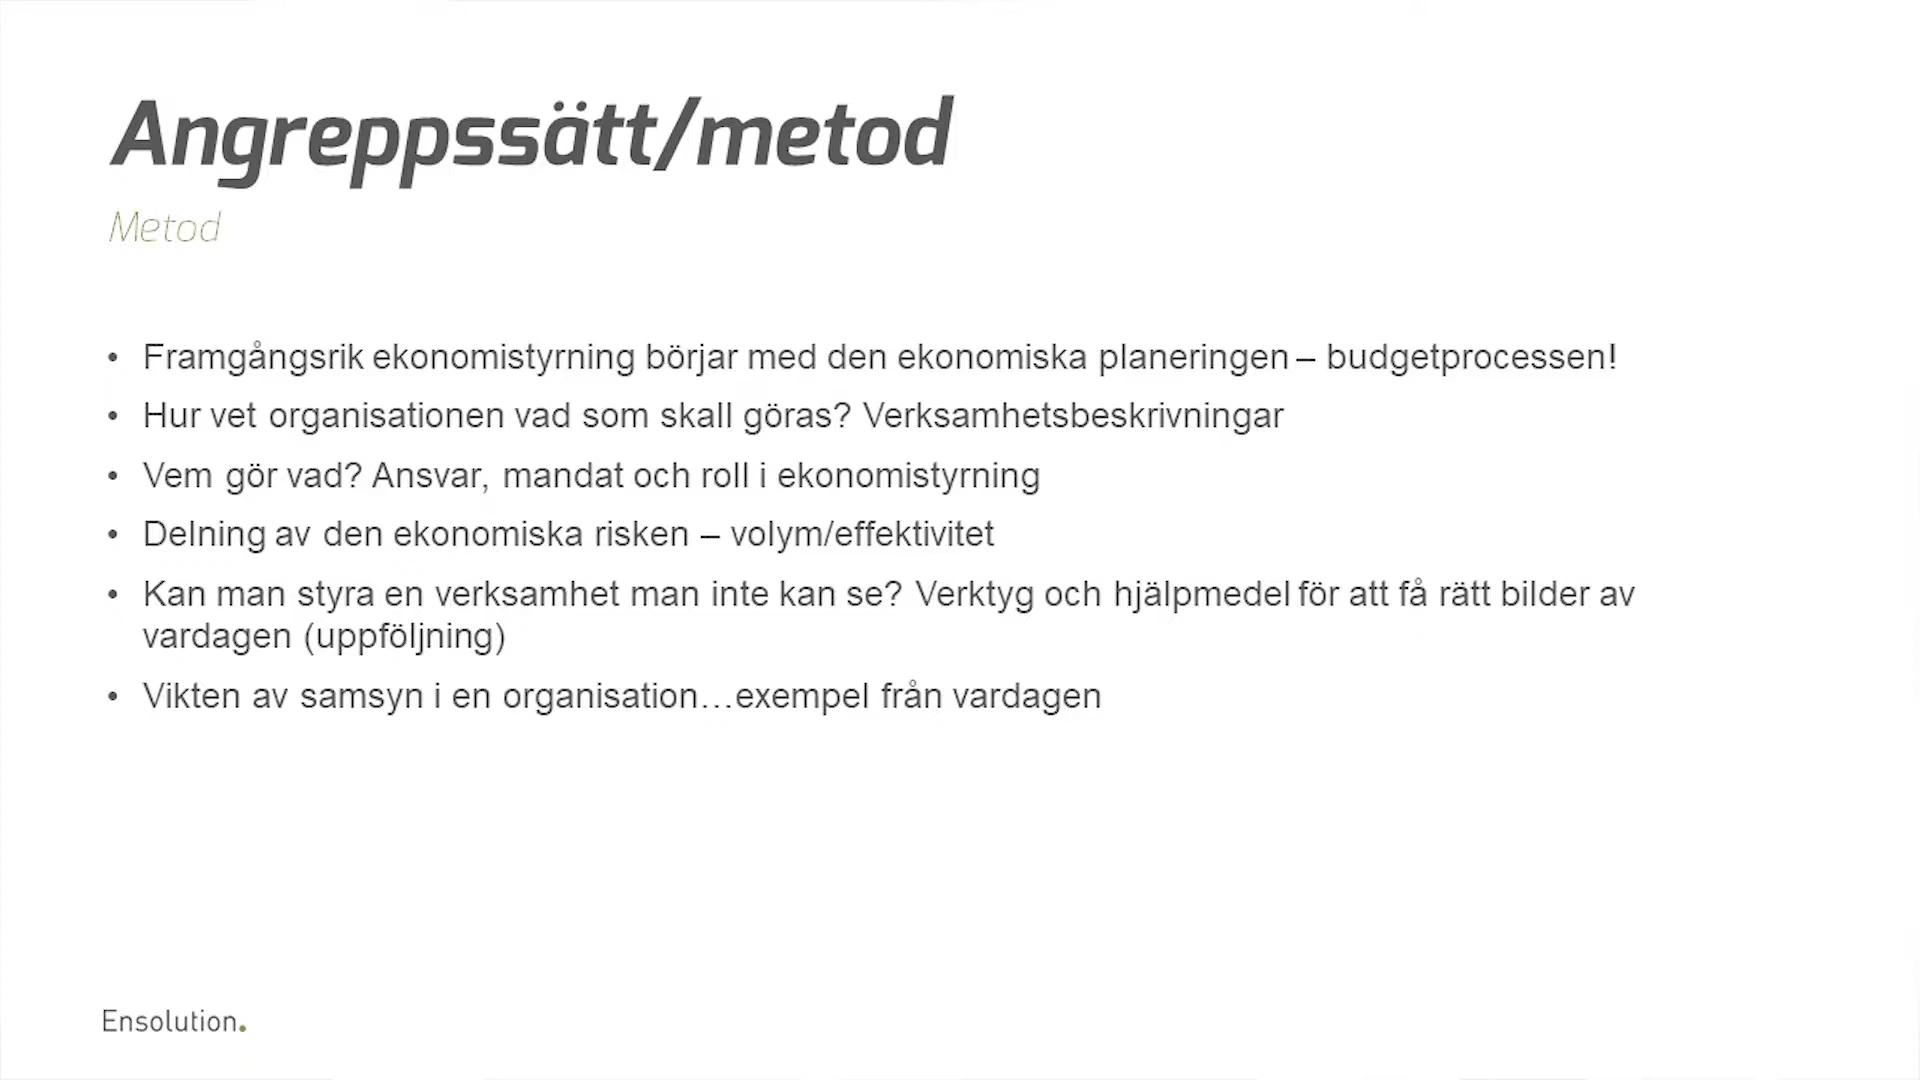 Angreppssätt/metod
Metod
• Framgångsrik ekonomistyrning börjar med den ekonomiska planeringen – budgetprocessen!
• Hur vet organisationen vad som skall göras? Verksamhetsbeskrivningar
• Vem gör vad? Ansvar, mandat och roll i ekonomistyrning
• Delning av den ekonomiska risken – volym/effektivitet
• Kan man styra en verksamhet man inte kan se? Verktyg och hjälpmedel för att få rätt bilder av
vardagen (uppföljning)
• Vikten av samsyn i en organisation…exempel från vardagen
Ensolution.